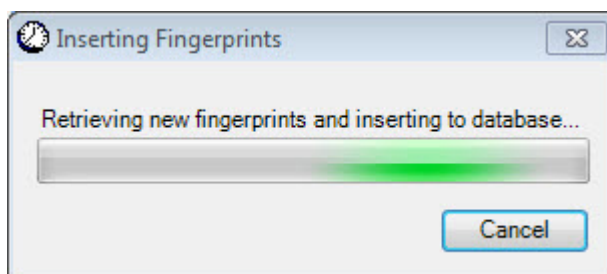 Inserting Fingerprints
Retrieving new fingerprints and inserting to database...
Cancel